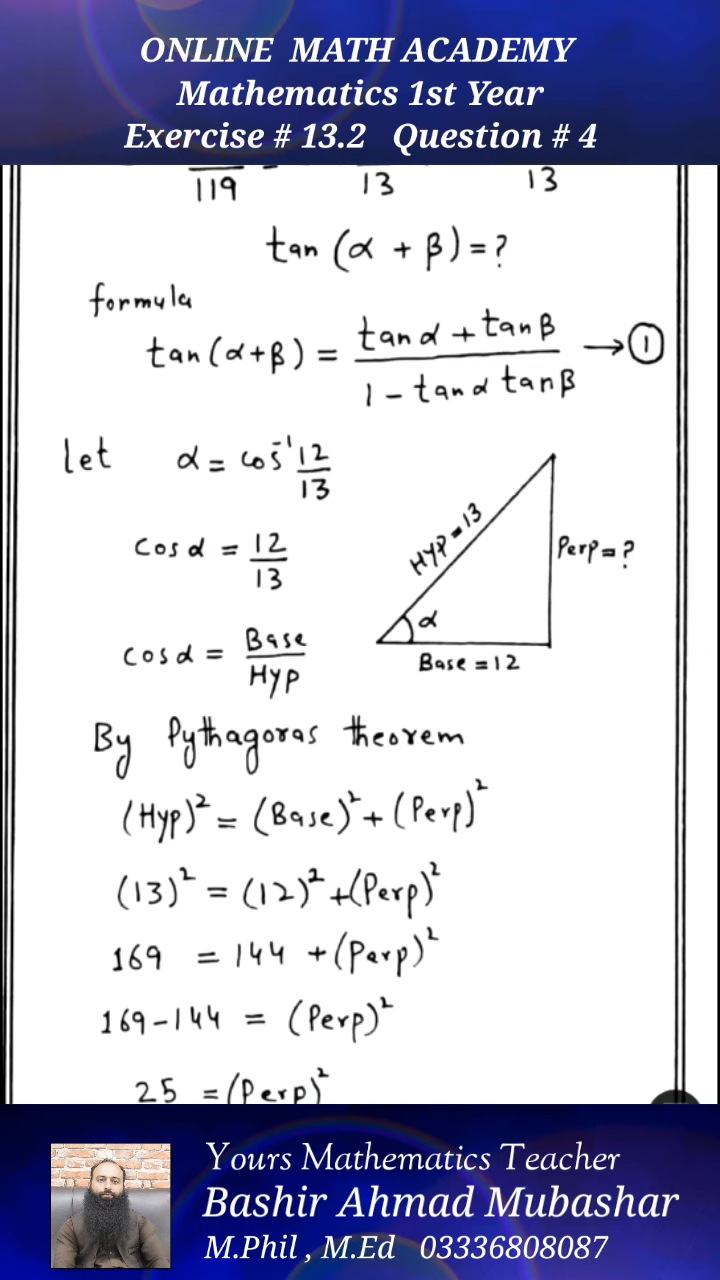 ONLINE MATH ACADEMY
Mathematics 1st Year
Exercise # 13.2 Question # 4
119 13 13
tan (α + β) = ?
formula
tan(α+β) = tanα + tanβ / 1 - tanα tanβ → ①
Let α = cos⁻¹ 12/13
Cosα = 12/13
HYP = 13
Perp = ?
α
Base = 12
Cosα = Base/Hyp
By Pythagoras theorem
(Hyp)² = (Base)² + (Perp)²
(13)² = (12)² + (Perp)²
169 = 144 + (Perp)²
169 - 144 = (Perp)²
25 = (Perp)²
Yours Mathematics Teacher
Bashir Ahmad Mubashar
M.Phil , M.Ed 03336808087